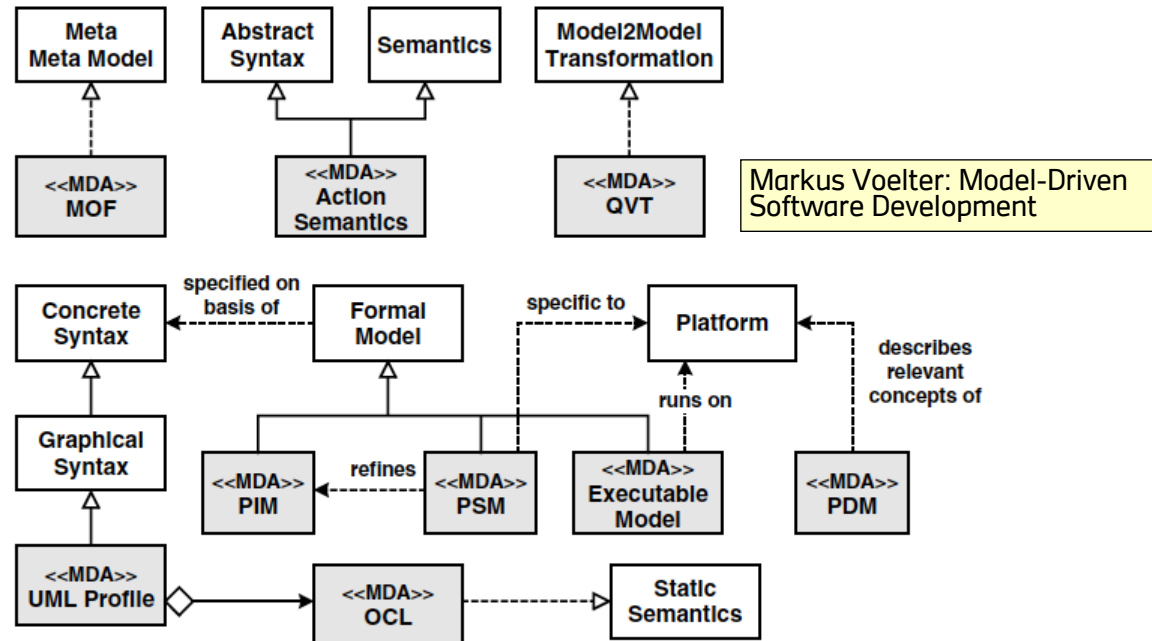 Meta
Meta Model
Abstract
Syntax
Semantics
Model2Model
Transformation
<<MDA>>
MOF
<<MDA>>
Action
Semantics
<<MDA>>
QVT
Markus Voelter: Model-Driven
Software Development
Concrete
Syntax
specified on
basis of
Formal
Model
specific to
Platform
describes
relevant
concepts of
runs on
Graphical
Syntax
<<MDA>>
PIM
refines
<<MDA>>
PSM
<<MDA>>
Executable
Model
<<MDA>>
PDM
<<MDA>>
UML Profile
<<MDA>>
OCL
Static
Semantics